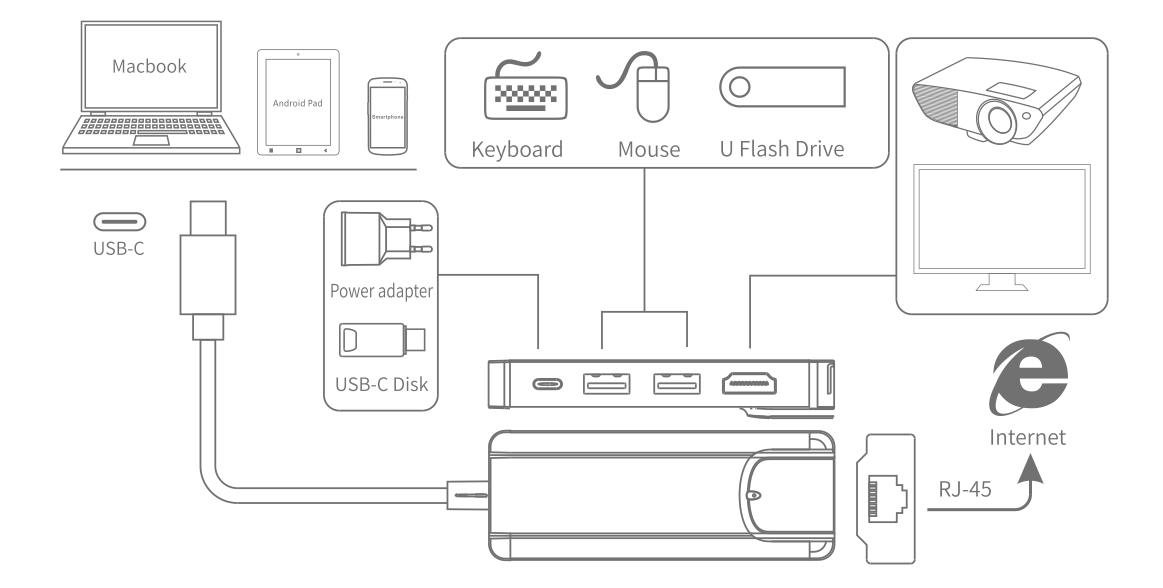 Macbook
Android Pad
Smartphone
Keyboard
Mouse
U Flash Drive
USB-C
Power adapter
USB-C Disk
Internet
RJ-45